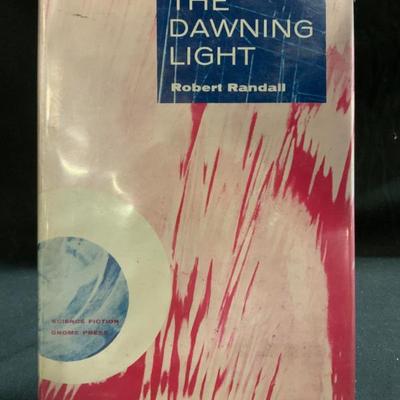 THE
DAWNING
LIGHT
Robert Randall
SCIENCE FICTION
GNOME PRESS